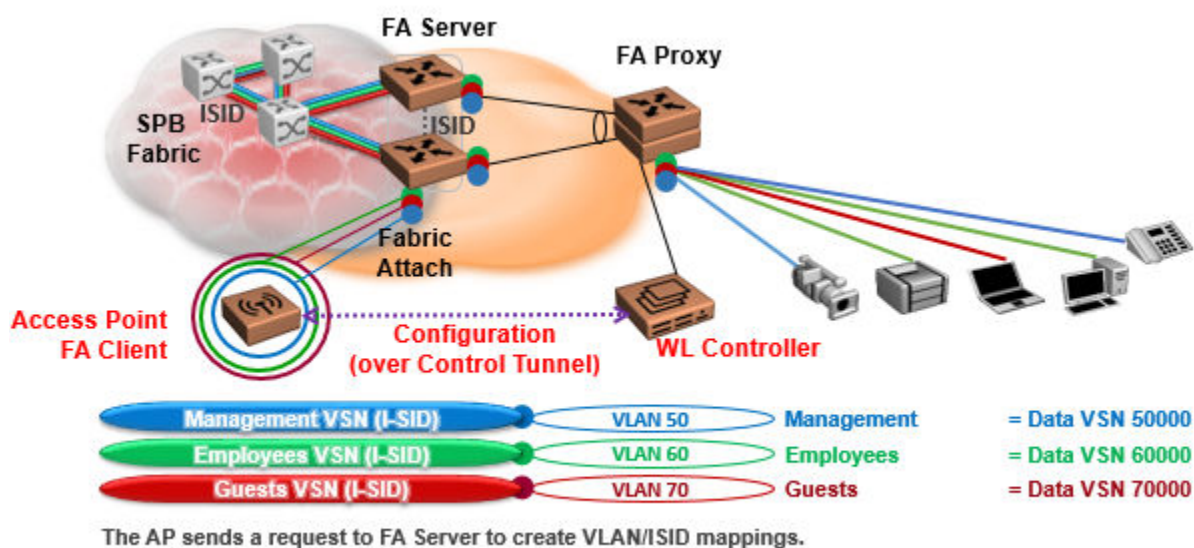 FA Server
FA Proxy
ISID
SPB
Fabric
ISID
Fabric
Attach
Access Point
FA Client
Configuration
(over Control Tunnel)
WL Controller
Management VSN (I-SID) VLAN 50 Management = Data VSN 50000
Employees VSN (I-SID) VLAN 60 Employees = Data VSN 60000
Guests VSN (I-SID) VLAN 70 Guests = Data VSN 70000
The AP sends a request to FA Server to create VLAN/ISID mappings.